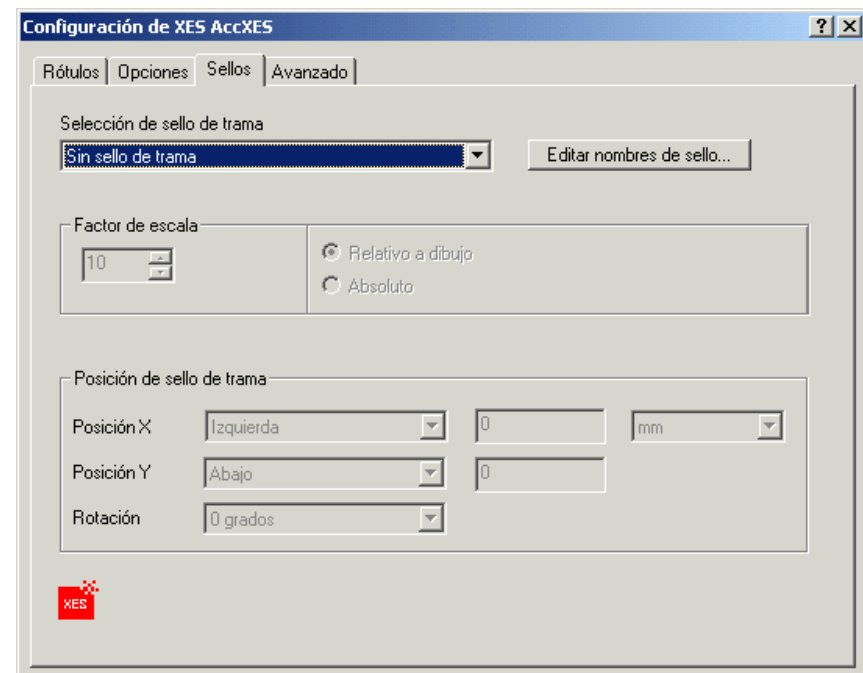 Configuración de XES AccXES
Rótulos Opciones Sellos Avanzado
Selección de sello de trama
Sin sello de trama Editar nombres de sello...
Factor de escala
10 Relativo a dibujo
Absoluto
Posición de sello de trama
Posición X Izquierda 0 mm
Posición Y Abajo 0
Rotación 0 grados
XES